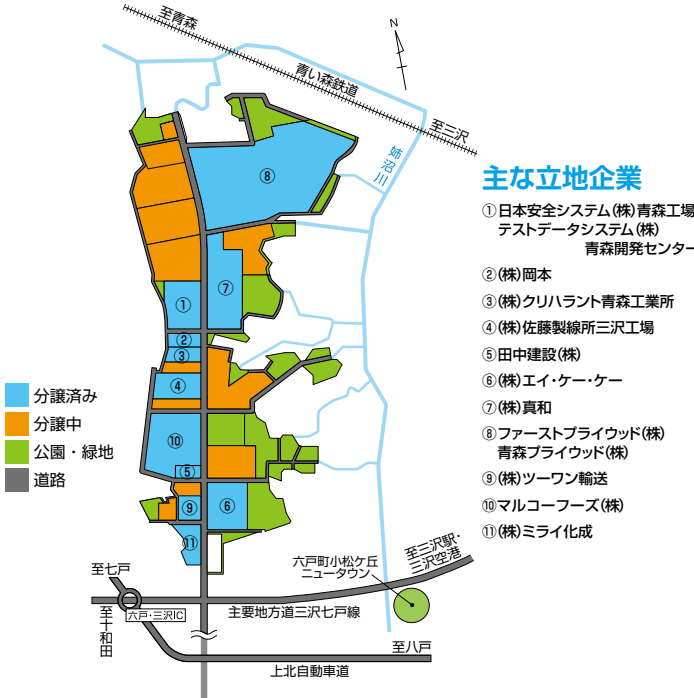 至青森
N
青い森鉄道
至三沢
姉沼川
⑧
⑦
①
②
③
④
⑩
⑤
⑨
⑥
⑪
分譲済み
分譲中
公園・緑地
道路
主な立地企業
①日本安全システム(株)青森工場
テストデータシステム(株)
青森開発センター
②(株)岡本
③(株)クリハラント青森工業所
④(株)佐藤製線所三沢工場
⑤田中建設(株)
⑥(株)エイ・ケー・ケー
⑦(株)真和
⑧ファーストプライウッド(株)
青森プライウッド(株)
⑨(株)ツーワン輸送
⑩マルコーフーズ(株)
⑪(株)ミライ化成
六戸町小松ケ丘
ニュータウン
至三沢駅・
三沢空港
至七戸
至十和田
六戸・三沢IC
主要地方道三沢七戸線
至八戸
上北自動車道